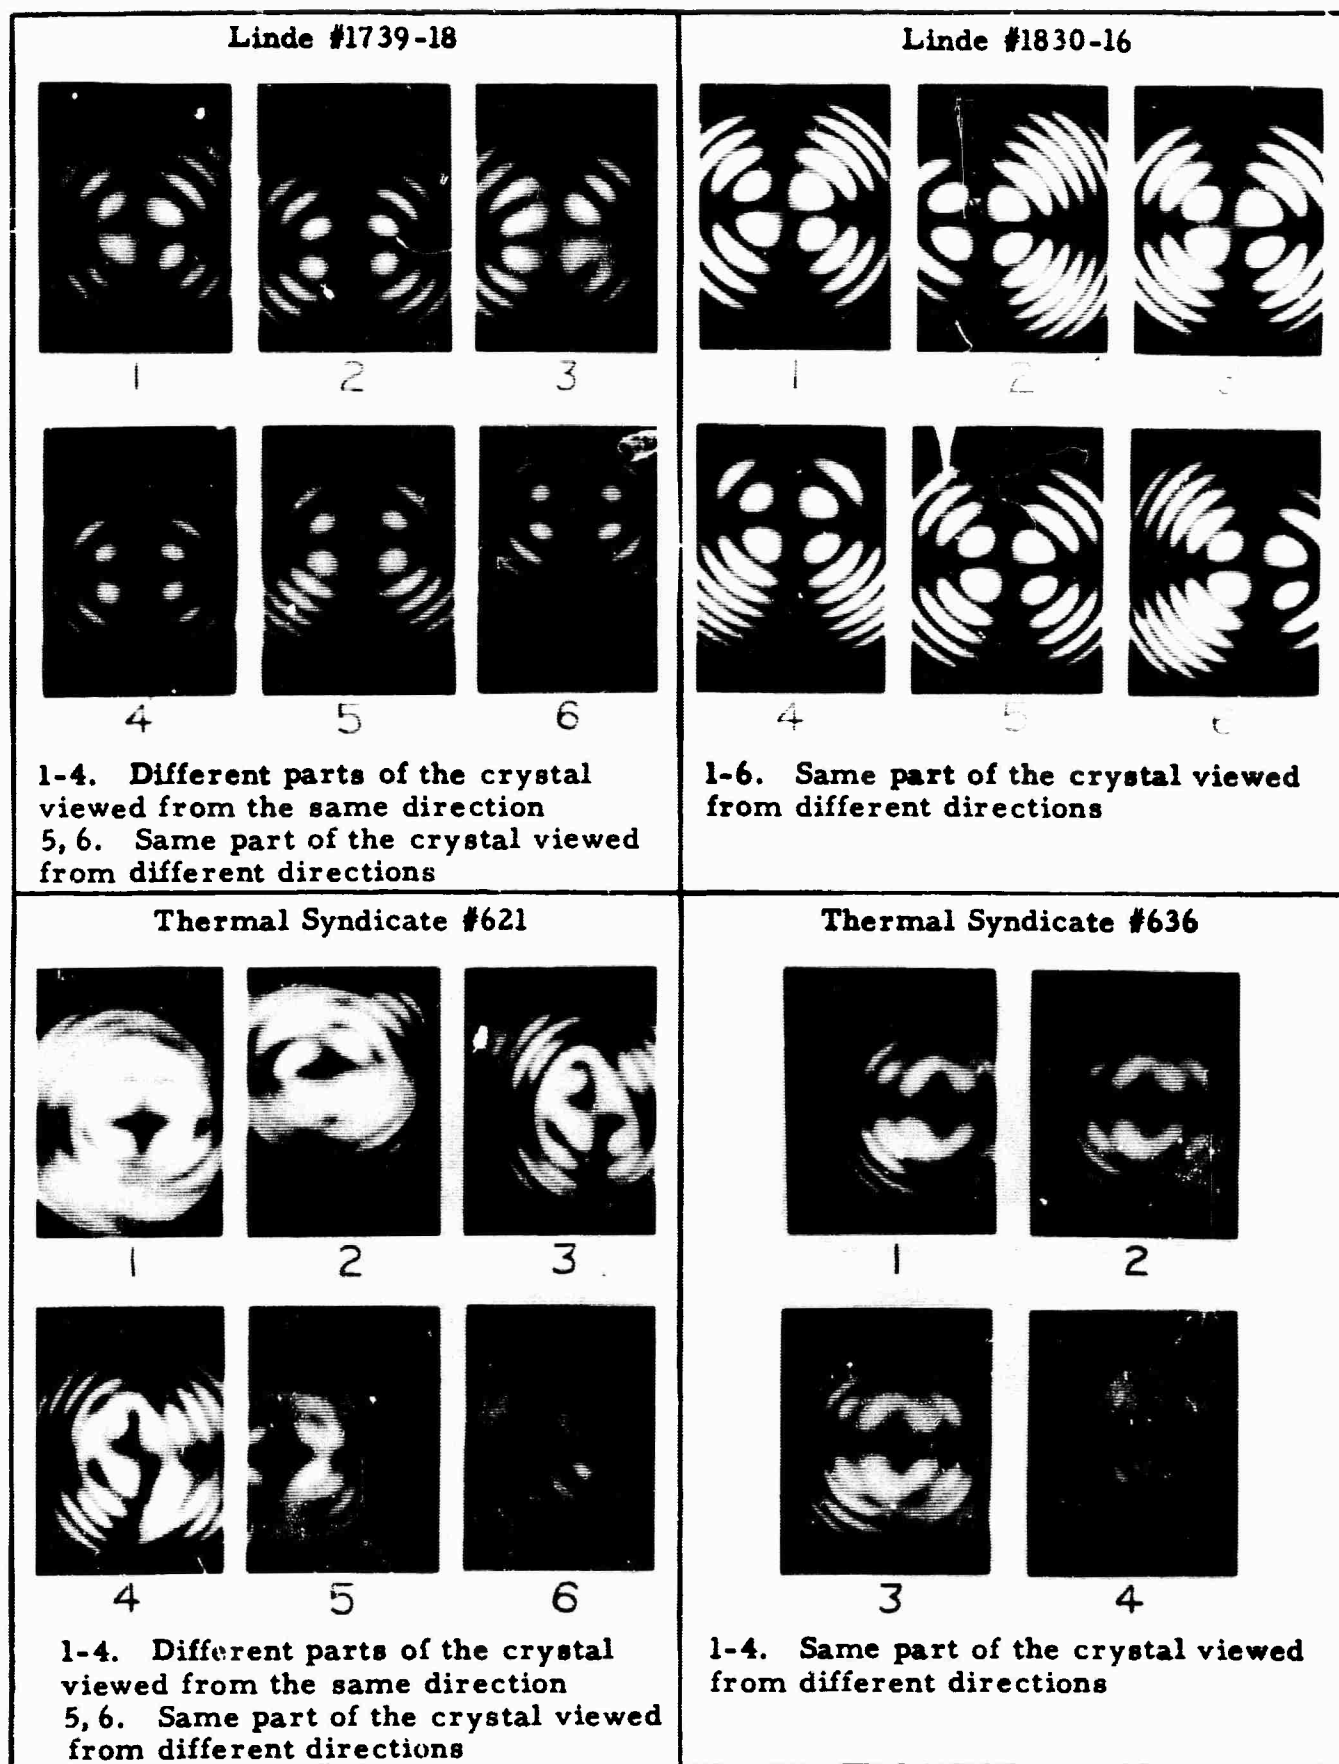 Linde #1739-18
1 2 3
4 5 6
1-4. Different parts of the crystal
viewed from the same direction
5, 6. Same part of the crystal viewed
from different directions
Linde #1830-16
1 2
4 5
1-6. Same part of the crystal viewed
from different directions
Thermal Syndicate #621
1 2 3
4 5 6
1-4. Different parts of the crystal
viewed from the same direction
5, 6. Same part of the crystal viewed
from different directions
Thermal Syndicate #636
1 2
3 4
1-4. Same part of the crystal viewed
from different directions